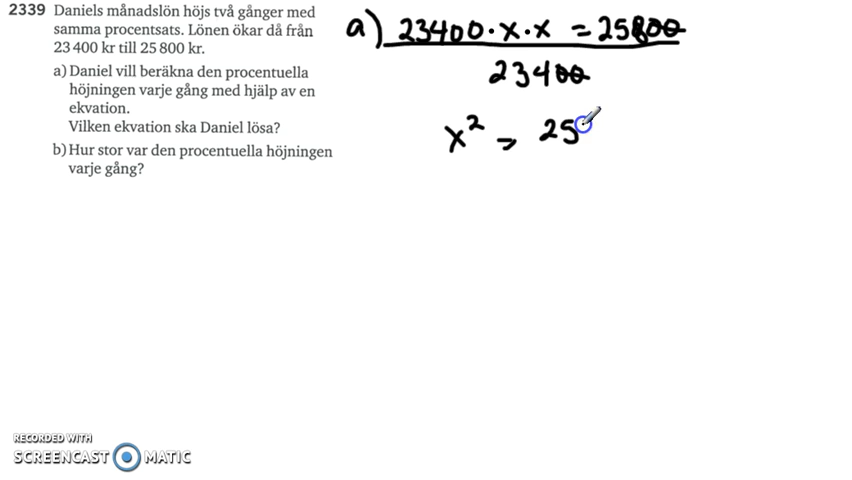 2339 Daniels månadslön höjs två gånger med
samma procentsats. Lönen ökar då från
23 400 kr till 25 800 kr.
a) Daniel vill beräkna den procentuella
höjningen varje gång med hjälp av en
ekvation.
Vilken ekvation ska Daniel lösa?
b) Hur stor var den procentuella höjningen
varje gång?
a) 23400 · x · x = 25800
23400
x² = 25
RECORDED WITH
SCREENCAST MATIC